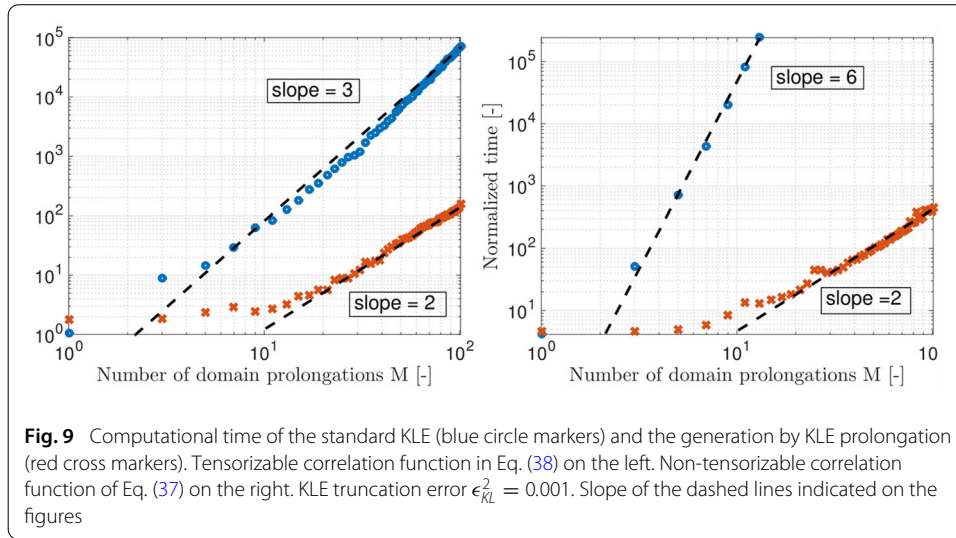 10^5
10^4
10^3
10^2
10^1
10^0
slope = 3
slope = 2
10^0
10^1
10^2
Number of domain prolongations M [-]
Normalized time [-]
10^5
10^4
10^3
10^2
10^1
slope = 6
slope =2
10^0
10^1
10
Number of domain prolongations M [-]
Fig. 9 Computational time of the standard KLE (blue circle markers) and the generation by KLE prolongation
(red cross markers). Tensorizable correlation function in Eq. (38) on the left. Non-tensorizable correlation
function of Eq. (37) on the right. KLE truncation error ϵ²_KL = 0.001. Slope of the dashed lines indicated on the
figures